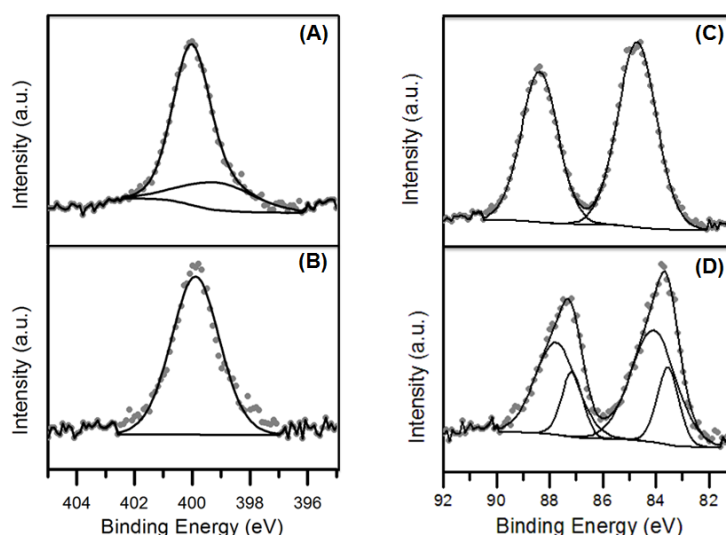 (A)
Intensity (a.u.)
(B)
Intensity (a.u.)
404 402 400 398 396
Binding Energy (eV)
(C)
Intensity (a.u.)
(D)
Intensity (a.u.)
92 90 88 86 84 82
Binding Energy (eV)